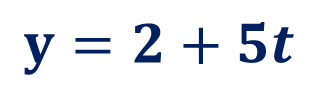 y = 2 + 5t